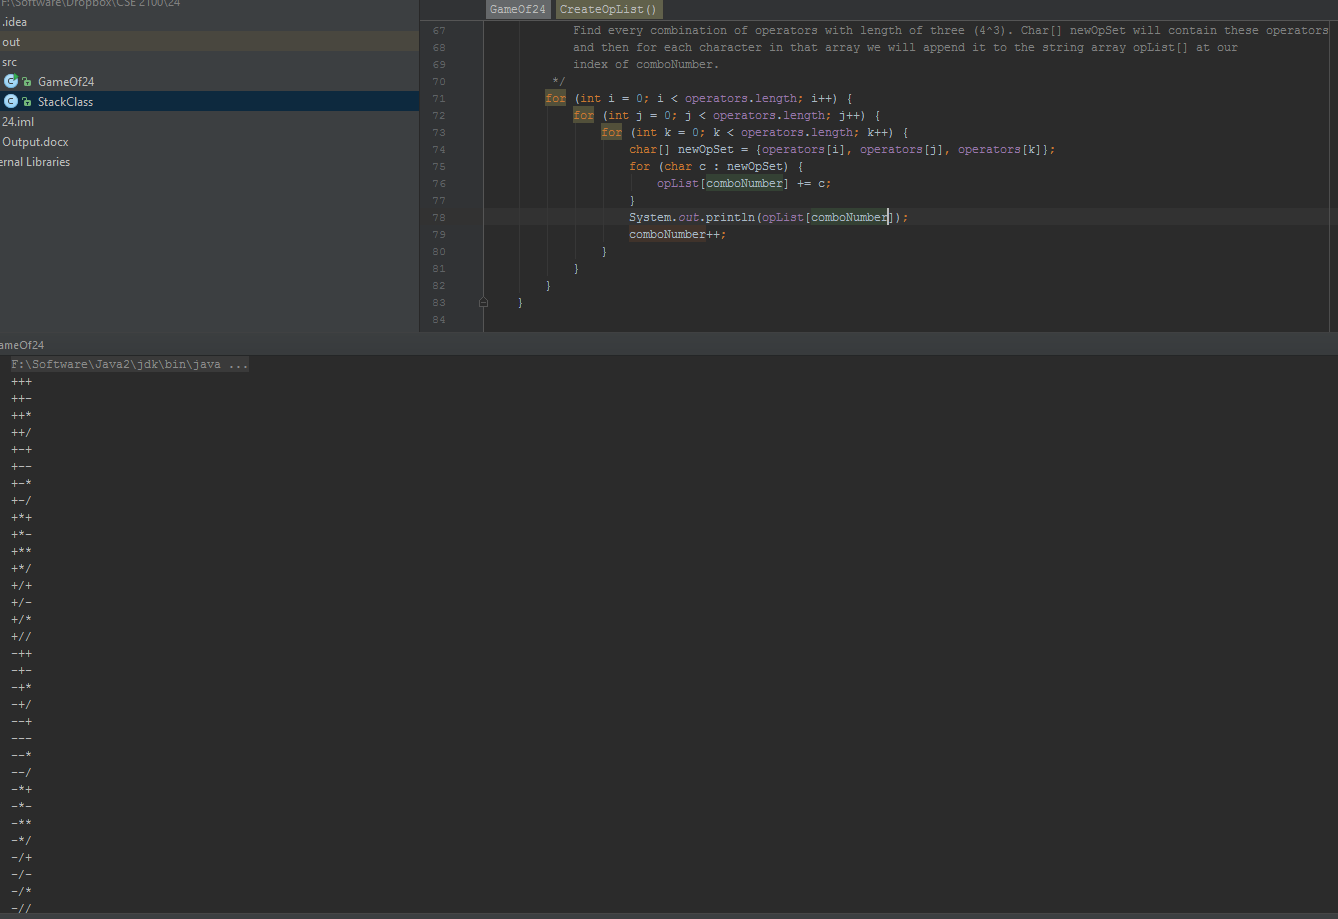 F:\Software\Dropbox\CSE 2100\24
.idea
out
src
GameOf24
StackClass
24.iml
Output.docx
ernal Libraries
GameOf24 CreateOpList()
67 Find every combination of operators with length of three (4^3). Char[] newOpSet will contain these operators
68 and then for each character in that array we will append it to the string array opList[] at our
69 index of comboNumber.
70 */
71 for (int i = 0; i < operators.length; i++) {
72 for (int j = 0; j < operators.length; j++) {
73 for (int k = 0; k < operators.length; k++) {
74 char[] newOpSet = {operators[i], operators[j], operators[k]};
75 for (char c : newOpSet) {
76 opList[comboNumber] += c;
77 }
78 System.out.println(opList[comboNumber]);
79 comboNumber++;
80 }
81 }
82 }
83 }
84
ameOf24
F:\Software\Java2\jdk\bin\java ...
+++
++-
++*
++/
+-+
+--
+-*
+-/
+*+
+*-
+**
+*/
+/+
+/-
+/*
+//
-++
-+-
-+*
-+/
--+
---
--*
--/
-*+
-*-
-**
-*/
-/+
-/-
-/*
-//